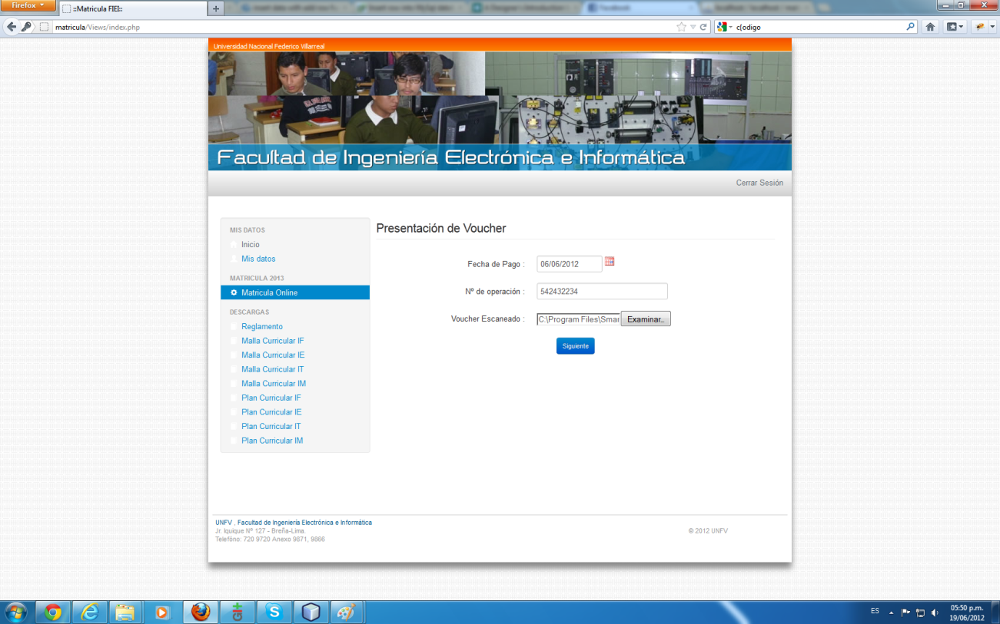 Firefox
::Matricula FIEI::
Facebook
matricula/Views/index.php
c(odigo
Universidad Nacional Federico Villarreal
Facultad de Ingeniería Electrónica e Informática
Cerrar Sesión
MIS DATOS
Inicio
Mis datos
MATRICULA 2013
Matricula Online
DESCARGAS
Reglamento
Malla Curricular IF
Malla Curricular IE
Malla Curricular IT
Malla Curricular IM
Plan Curricular IF
Plan Curricular IE
Plan Curricular IT
Plan Curricular IM
Presentación de Voucher
Fecha de Pago :
06/06/2012
Nº de operación :
542432234
Voucher Escaneado :
C:\Program Files\Smar
Examinar...
Siguiente
UNFV . Facultad de Ingeniería Electrónica e Informática
Jr. Iquique Nº 127 - Breña-Lima.
Telefóno: 720 9720 Anexo 9871, 9866
© 2012 UNFV
ES
05:50 p.m.
19/06/2012